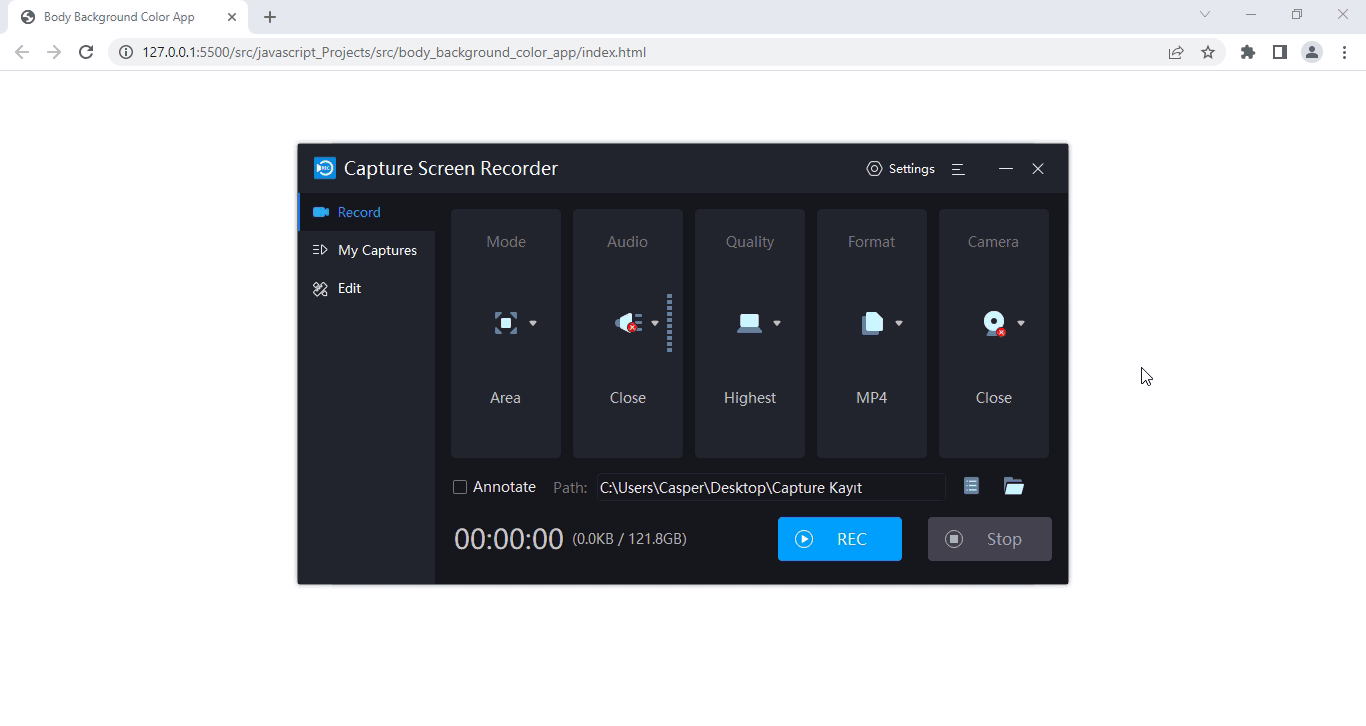 Body Background Color App
127.0.0.1:5500/src/javascript_Projects/src/body_background_color_app/index.html
REC
Capture Screen Recorder
Settings
Record
My Captures
Edit
Mode
Audio
Quality
Format
Camera
Area
Close
Highest
MP4
Close
Annotate
Path:
C:\Users\Casper\Desktop\Capture Kayıt
00:00:00
(0.0KB / 121.8GB)
REC
Stop